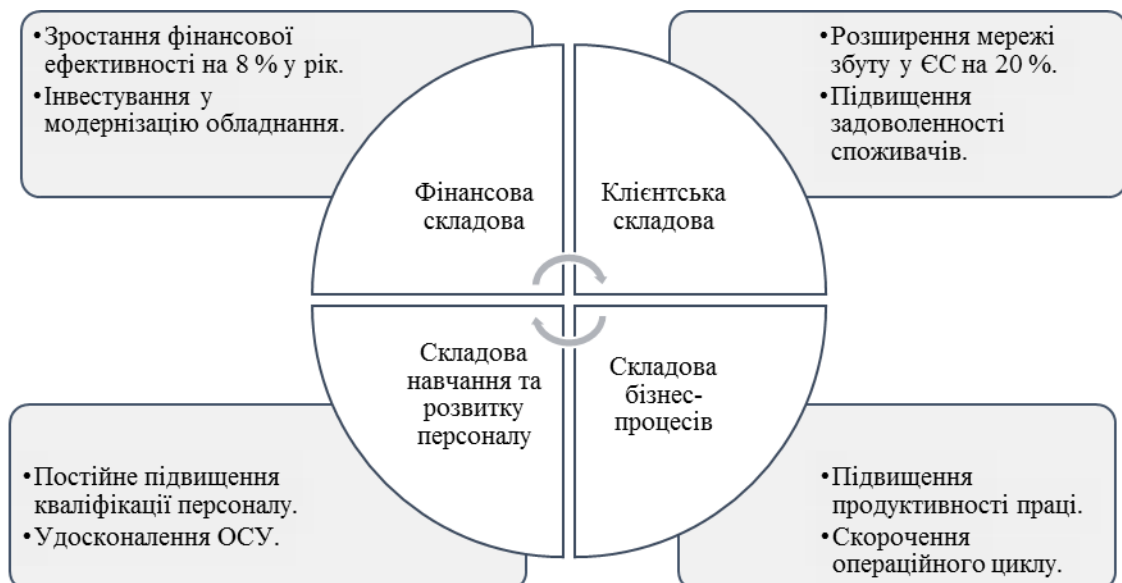 •Зростання фінансової
ефективності на 8 % у рік.
•Інвестування у
модернізацію обладнання.
•Розширення мережі
збуту у ЄС на 20 %.
•Підвищення
задоволенності
споживачів.
Фінансова
складова
Клієнтська
складова
Складова
навчання та
розвитку
персоналу
Складова
бізнес-
процесів
•Постійне підвищення
кваліфікації персоналу.
•Удосконалення ОСУ.
•Підвищення
продуктивності праці.
•Скорочення
операційного циклу.